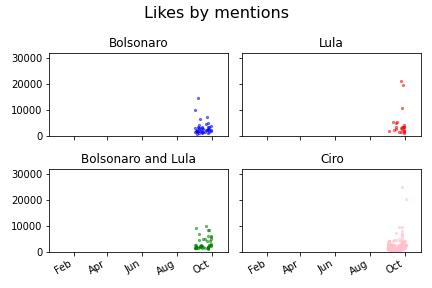 Likes by mentions
Bolsonaro
Lula
30000
20000
10000
0
Bolsonaro and Lula
Ciro
30000
20000
10000
0
Feb Apr Jun Aug Oct
Feb Apr Jun Aug Oct